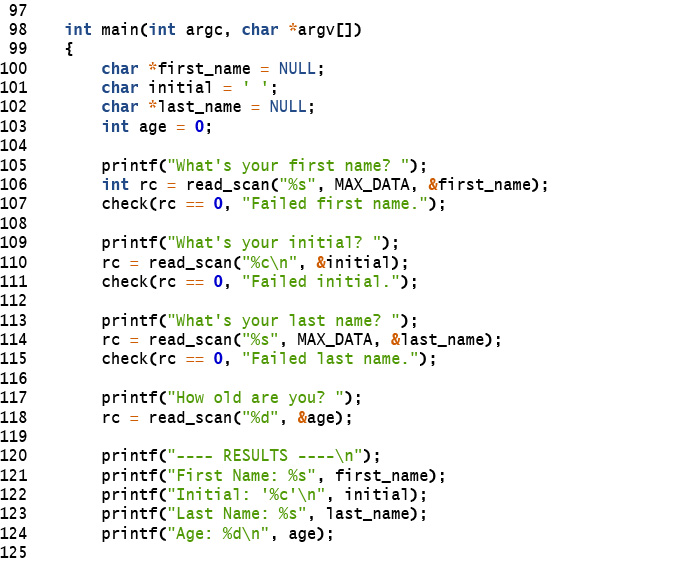 97
98 int main(int argc, char *argv[])
99 {
100 char *first_name = NULL;
101 char initial = ' ';
102 char *last_name = NULL;
103 int age = 0;
104
105 printf("What's your first name? ");
106 int rc = read_scan("%s", MAX_DATA, &first_name);
107 check(rc == 0, "Failed first name.");
108
109 printf("What's your initial? ");
110 rc = read_scan("%c\n", &initial);
111 check(rc == 0, "Failed initial.");
112
113 printf("What's your last name? ");
114 rc = read_scan("%s", MAX_DATA, &last_name);
115 check(rc == 0, "Failed last name.");
116
117 printf("How old are you? ");
118 rc = read_scan("%d", &age);
119
120 printf("---- RESULTS ----\n");
121 printf("First Name: %s", first_name);
122 printf("Initial: '%c'\n", initial);
123 printf("Last Name: %s", last_name);
124 printf("Age: %d\n", age);
125